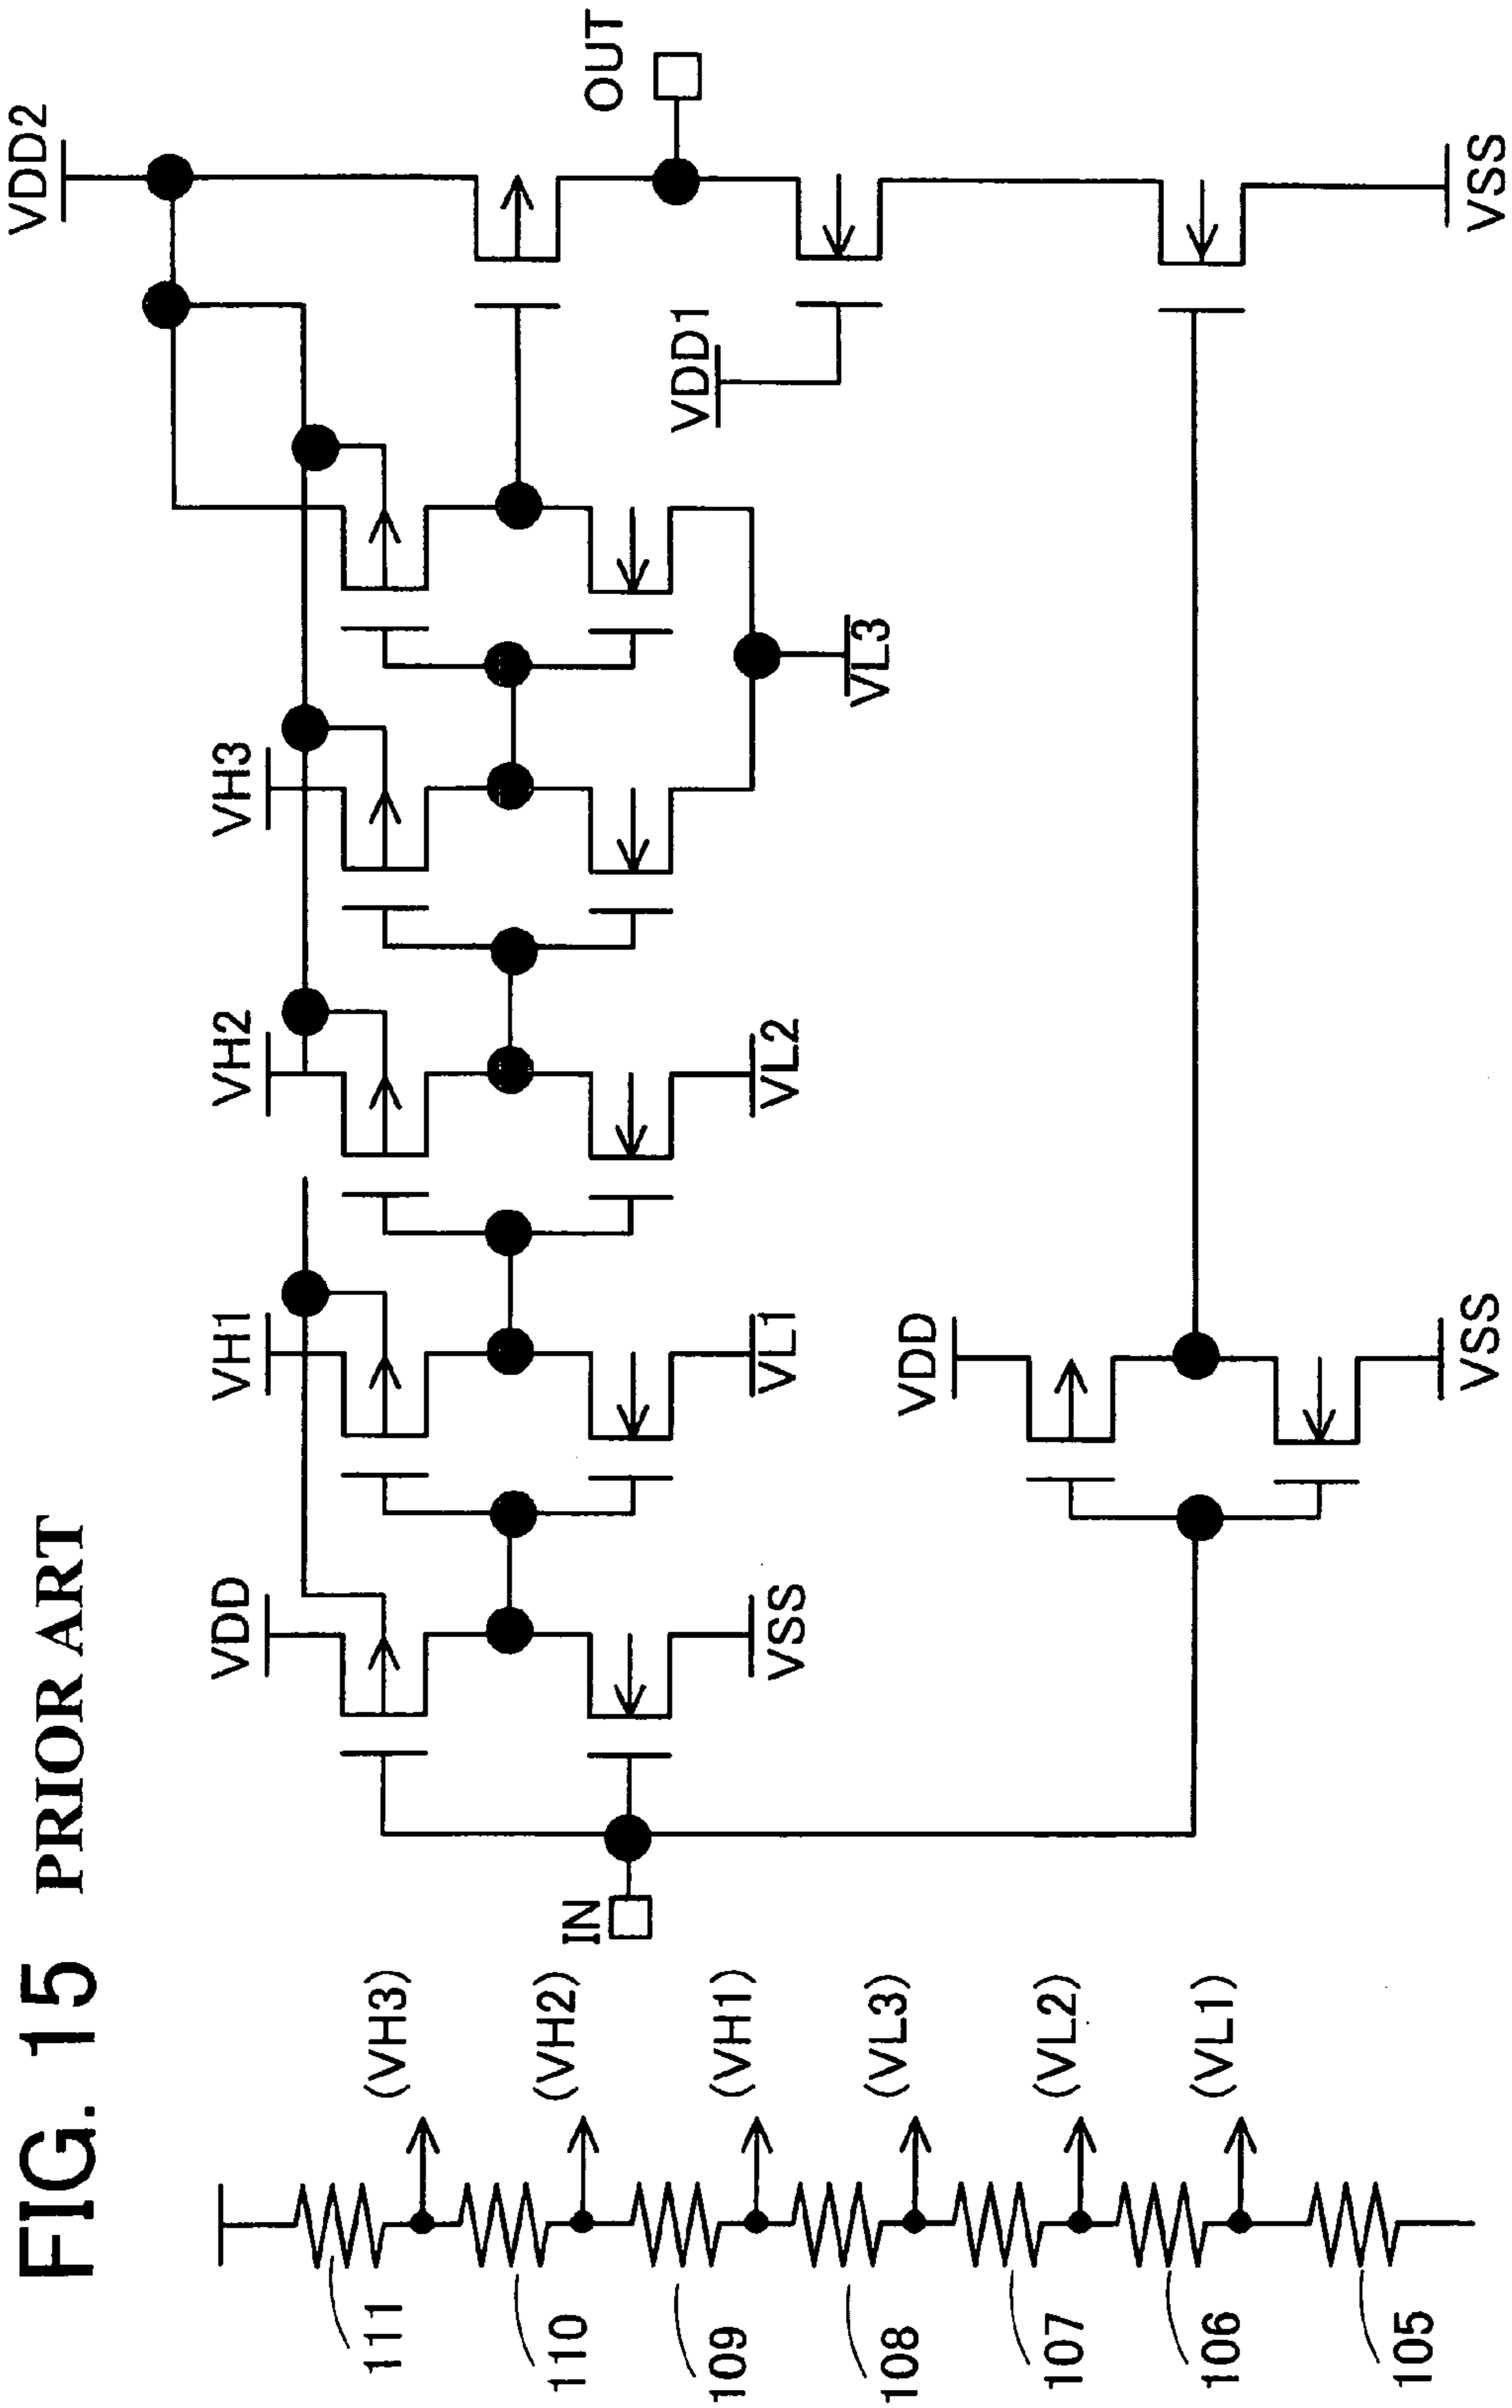 FIG. 15 PRIOR ART
VDD2
OUT
VDD1
VSS
VH3
VL3
VH2
VL2
VH1
VL1
VDD
VSS
VDD
VSS
IN
(VH3)
(VH2)
(VH1)
(VL3)
(VL2)
(VL1)
111
110
109
108
107
106
105